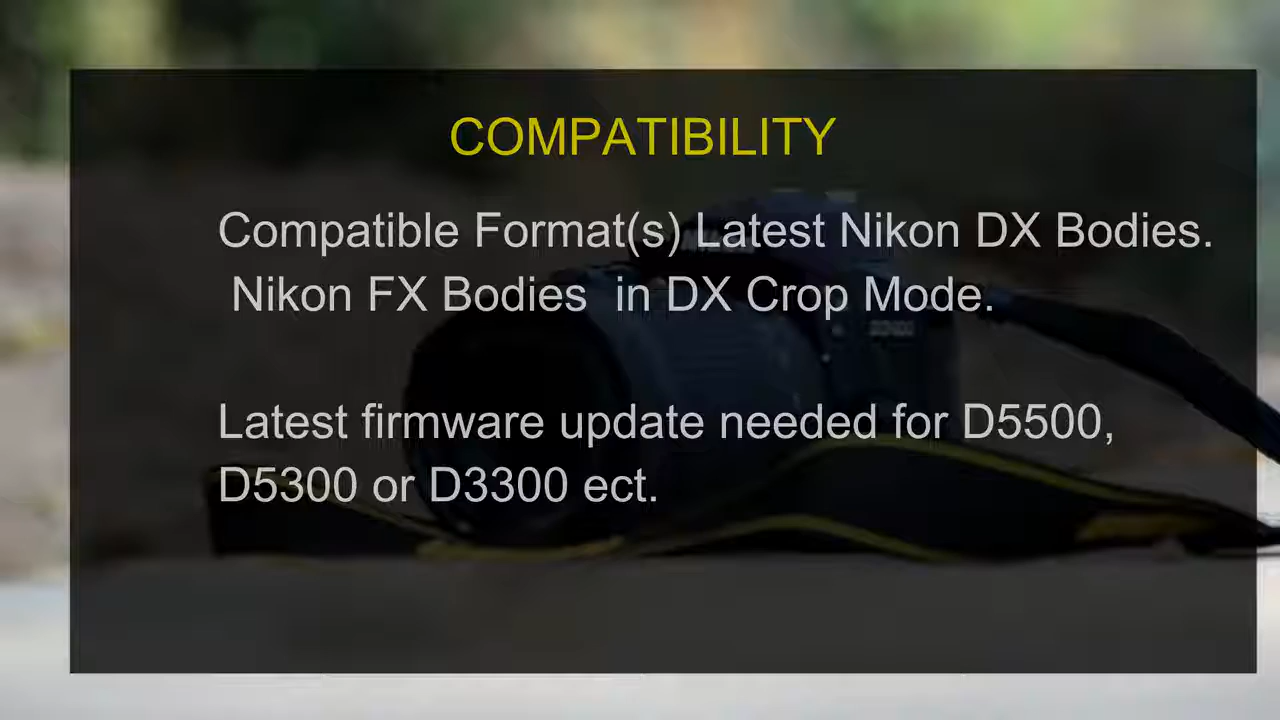 COMPATIBILITY
Compatible Format(s) Latest Nikon DX Bodies.
Nikon FX Bodies in DX Crop Mode.
Latest firmware update needed for D5500,
D5300 or D3300 ect.